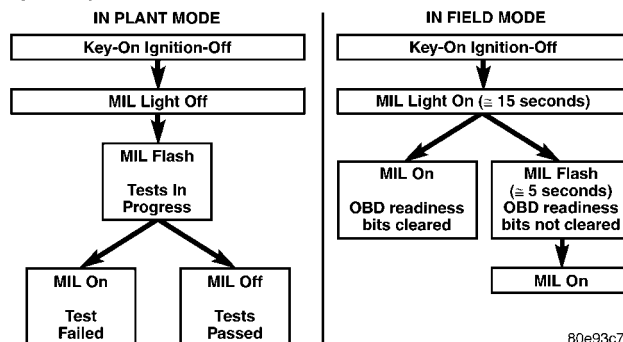 IN PLANT MODE
Key-On Ignition-Off
MIL Light Off
MIL Flash
Tests In
Progress
MIL On
Test
Failed
MIL Off
Tests
Passed
IN FIELD MODE
Key-On Ignition-Off
MIL Light On (≅ 15 seconds)
MIL On
OBD readiness
bits cleared
MIL Flash
(≅ 5 seconds)
OBD readiness
bits not cleared
MIL On
80e93c7